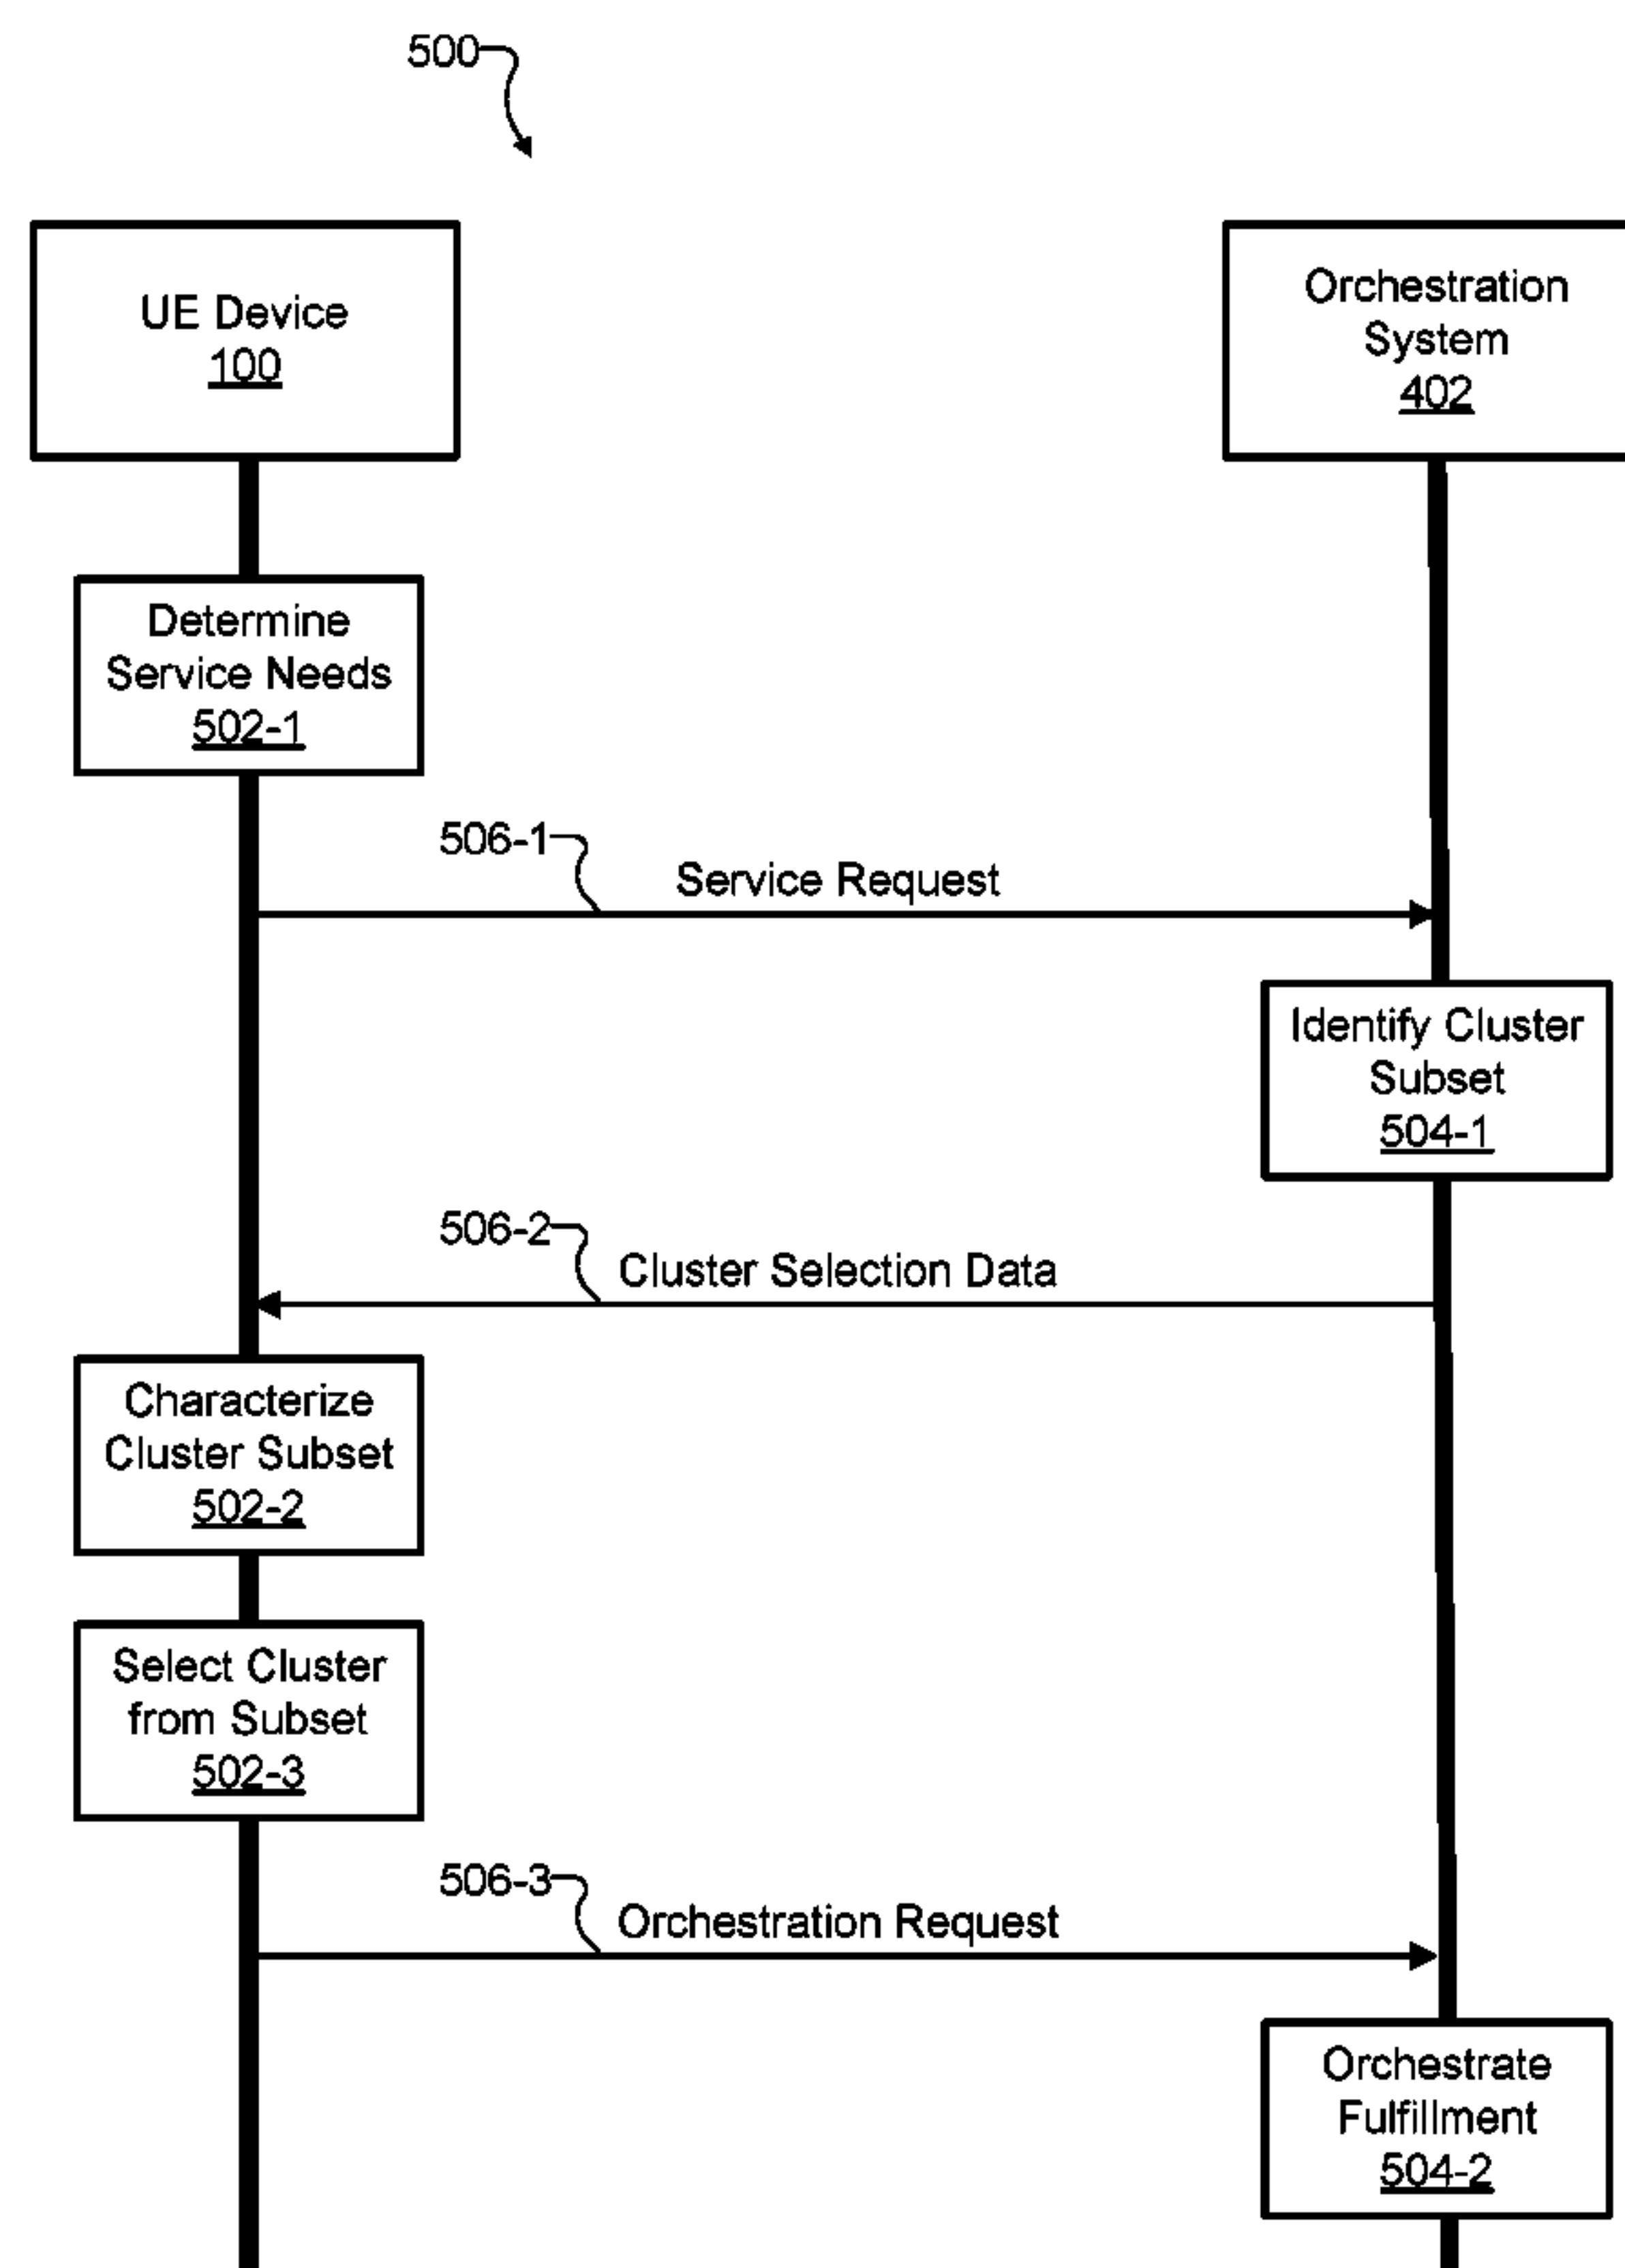 500
UE Device
100
Orchestration
System
402
Determine
Service Needs
502-1
506-1
Service Request
Identify Cluster
Subset
504-1
506-2
Cluster Selection Data
Characterize
Cluster Subset
502-2
Select Cluster
from Subset
502-3
506-3
Orchestration Request
Orchestrate
Fulfillment
504-2